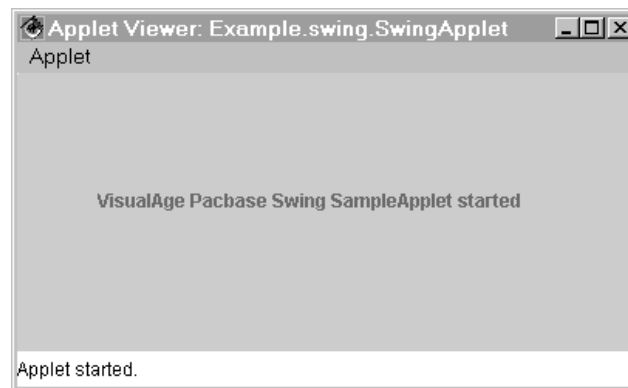 Applet Viewer: Example.swing.SwingApplet
Applet
VisualAge Pacbase Swing SampleApplet started
Applet started.